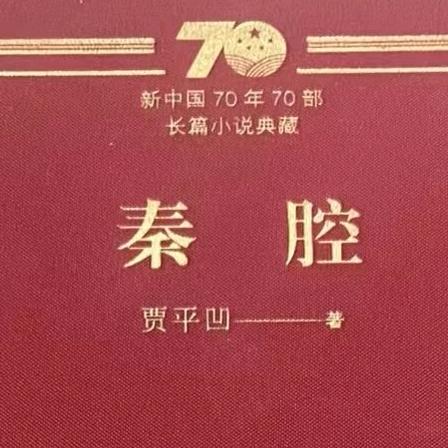 70
新中国70年70部
长篇小说典藏
秦腔
贾平凹——著